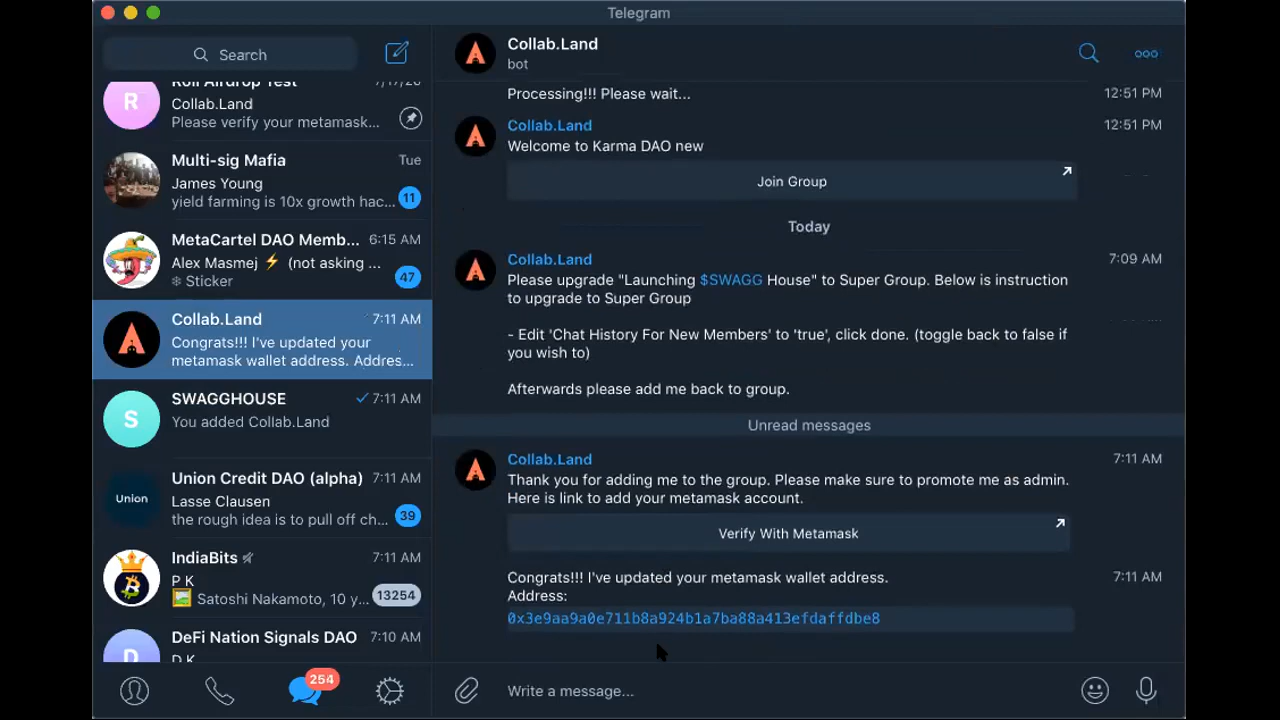 Telegram
Search
Roll Airdrop Test 7/17/20
Collab.Land
Please verify your metamask...
R
Multi-sig Mafia Tue
James Young
yield farming is 10x growth hac... 11
MetaCartel DAO Memb... 6:15 AM
Alex Masmej ⚡ (not asking ...
❄ Sticker 47
Collab.Land 7:11 AM
Congrats!!! I've updated your
metamask wallet address. Addres...
S
SWAGGHOUSE 7:11 AM
You added Collab.Land
Union
Union Credit DAO (alpha) 7:11 AM
Lasse Clausen
the rough idea is to pull off ch... 39
IndiaBits 7:11 AM
P K
Satoshi Nakamoto, 10 y... 13254
D
DeFi Nation Signals DAO 7:10 AM
D K
254
Collab.Land
bot
Processing!!! Please wait... 12:51 PM
Collab.Land 12:51 PM
Welcome to Karma DAO new
Join Group
Today
Collab.Land 7:09 AM
Please upgrade "Launching $SWAGG House" to Super Group. Below is instruction
to upgrade to Super Group
- Edit 'Chat History For New Members' to 'true', click done. (toggle back to false if
you wish to)
Afterwards please add me back to group.
Unread messages
Collab.Land 7:11 AM
Thank you for adding me to the group. Please make sure to promote me as admin.
Here is link to add your metamask account.
Verify With Metamask
Congrats!!! I've updated your metamask wallet address. 7:11 AM
Address:
0x3e9aa9a0e711b8a924b1a7ba88a413efdaffdbe8
Write a message...